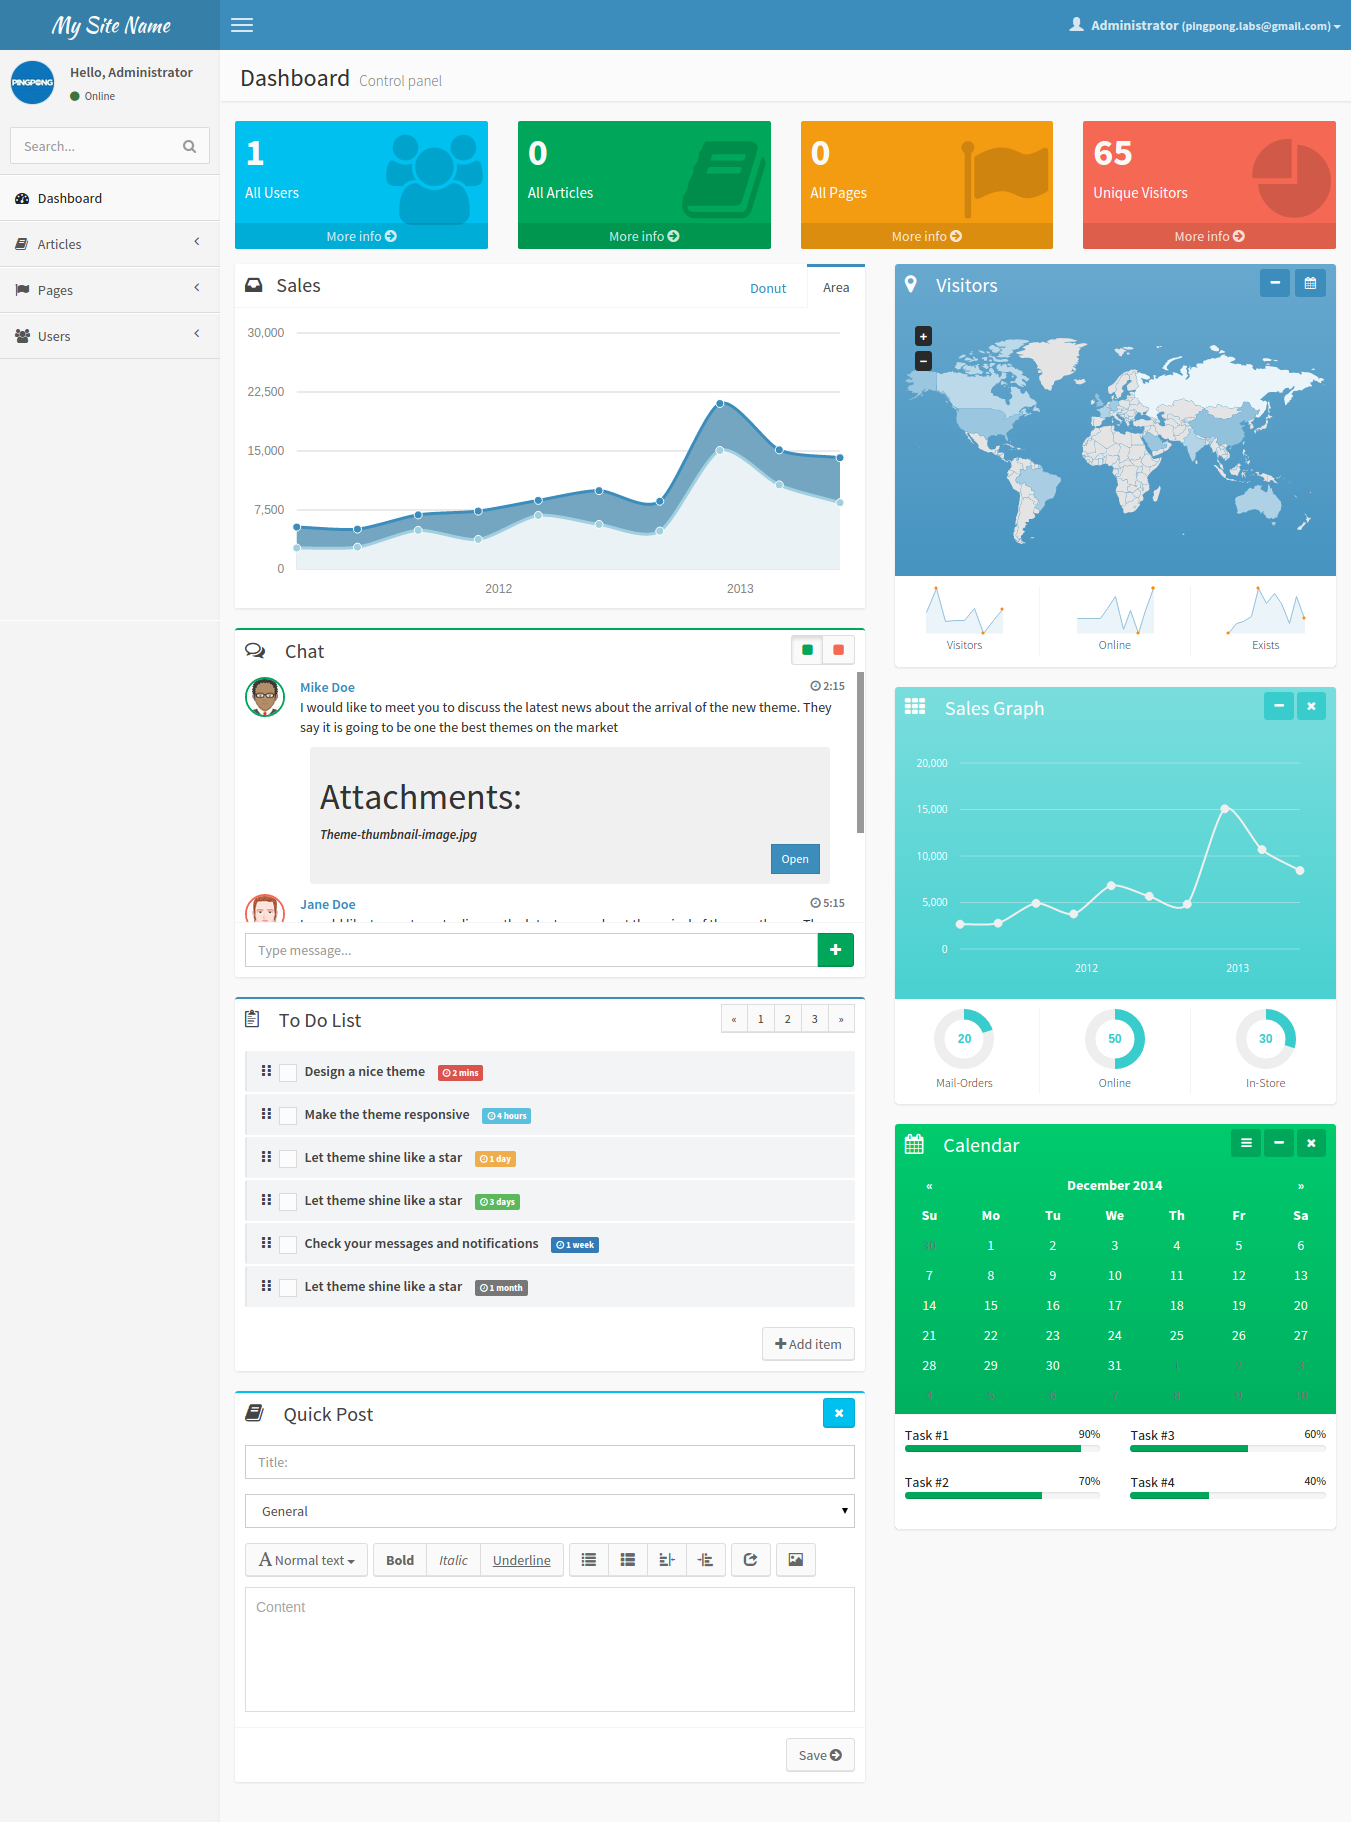 My Site Name
Administrator (pingpong.labs@gmail.com)
PINGPONG
Hello, Administrator
Online
Search...
Dashboard
Articles
Pages
Users
Dashboard Control panel
1
All Users
More info
0
All Articles
More info
0
All Pages
More info
65
Unique Visitors
More info
Sales
Donut
Area
30,000
22,500
15,000
7,500
0
2012
2013
Chat
Mike Doe
2:15
I would like to meet you to discuss the latest news about the arrival of the new theme. They
say it is going to be one the best themes on the market
Attachments:
Theme-thumbnail-image.jpg
Open
Jane Doe
5:15
Type message...
To Do List
« 1 2 3 »
Design a nice theme 2 mins
Make the theme responsive 4 hours
Let theme shine like a star 1 day
Let theme shine like a star 3 days
Check your messages and notifications 1 week
Let theme shine like a star 1 month
Add item
Quick Post
Title:
General
A Normal text
Bold
Italic
Underline
Content
Save
Visitors
+
−
Visitors
Online
Exists
Sales Graph
20,000
15,000
10,000
5,000
0
2012
2013
20
50
30
Mail-Orders
Online
In-Store
Calendar
« December 2014 »
Su Mo Tu We Th Fr Sa
30 1 2 3 4 5 6
7 8 9 10 11 12 13
14 15 16 17 18 19 20
21 22 23 24 25 26 27
28 29 30 31 1 2 3
4 5 6 7 8 9 10
Task #1 90%
Task #3 60%
Task #2 70%
Task #4 40%